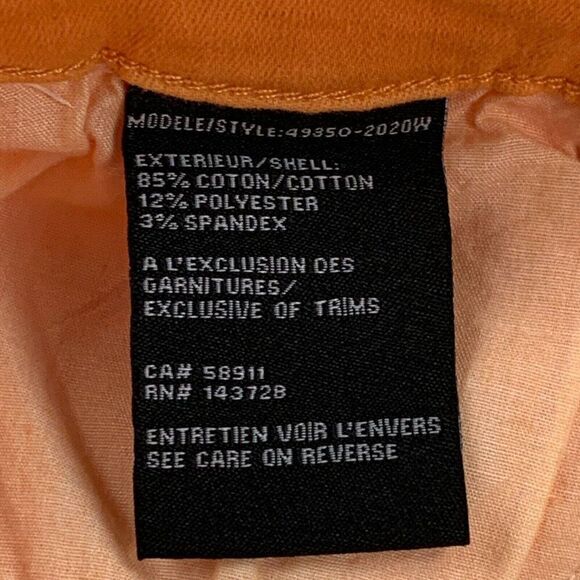 MODELE/STYLE:49350-2020W
EXTERIEUR/SHELL:
85% COTON/COTTON
12% POLYESTER
3% SPANDEX
A L'EXCLUSION DES
GARNITURES/
EXCLUSIVE OF TRIMS
CA# 58911
RN# 143728
ENTRETIEN VOIR L'ENVERS
SEE CARE ON REVERSE